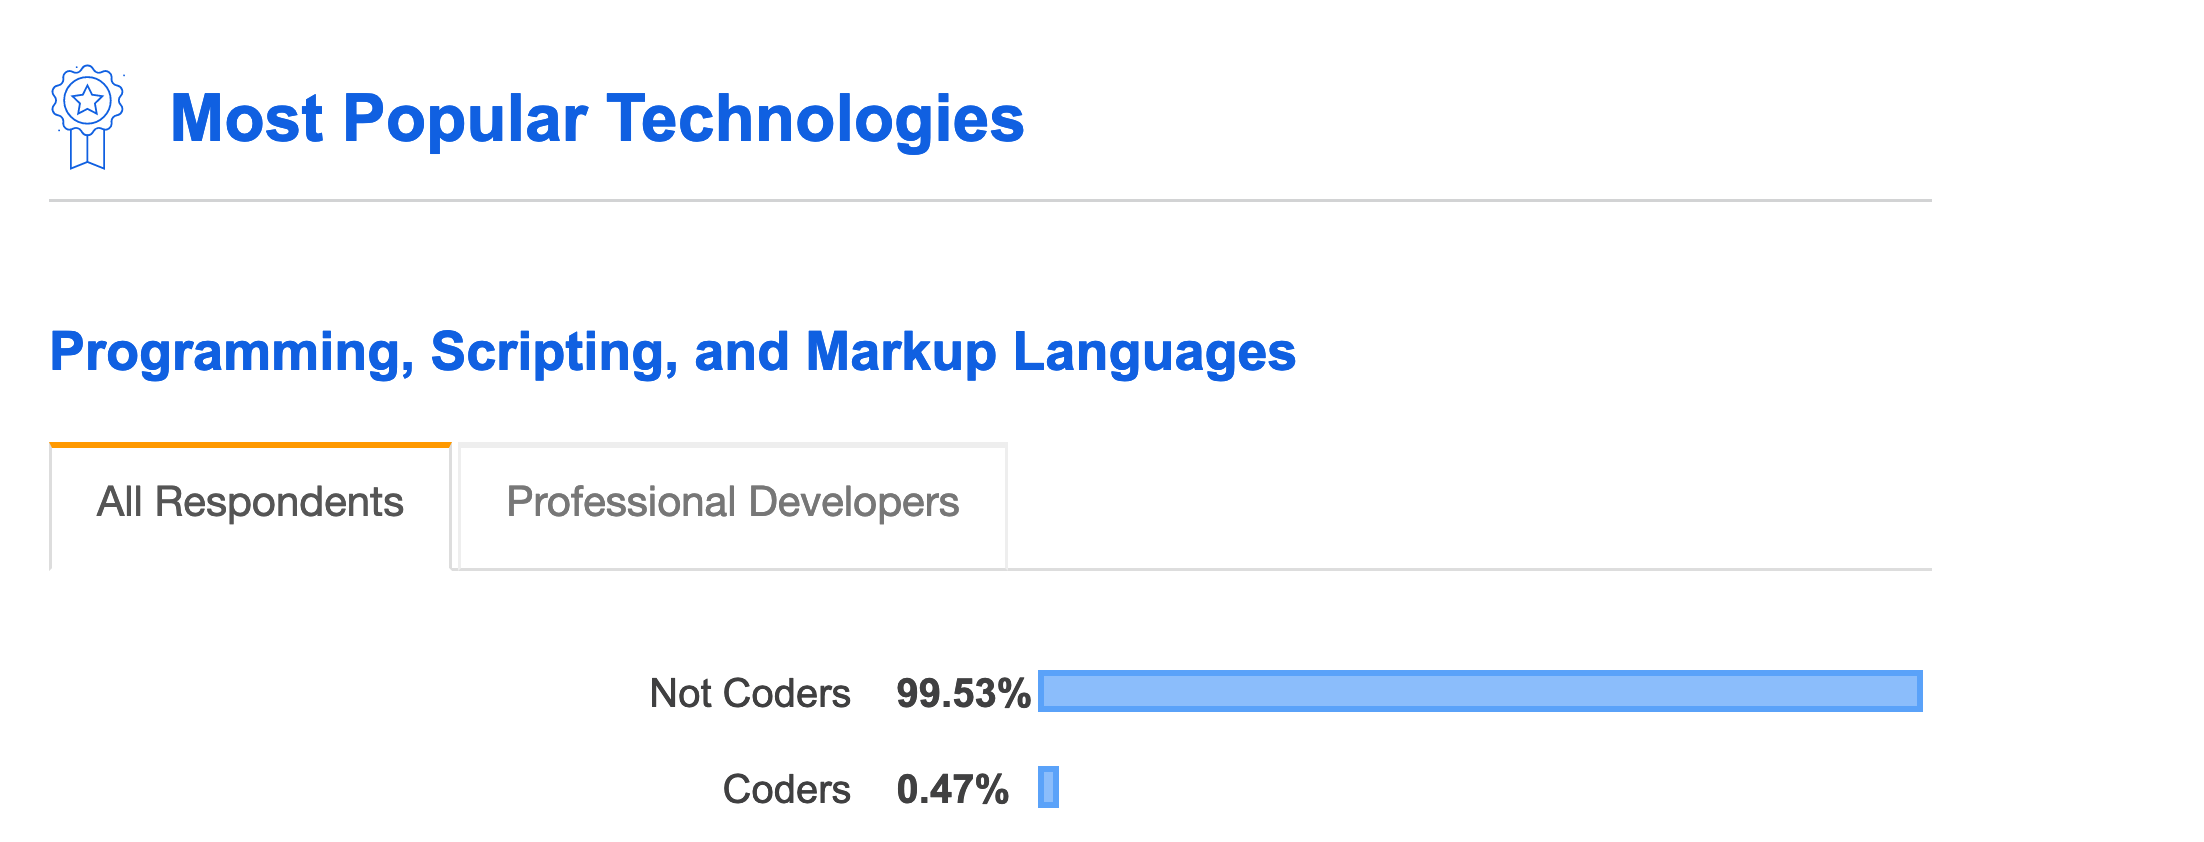 Most Popular Technologies
Programming, Scripting, and Markup Languages
All Respondents Professional Developers
Not Coders 99.53%
Coders 0.47%